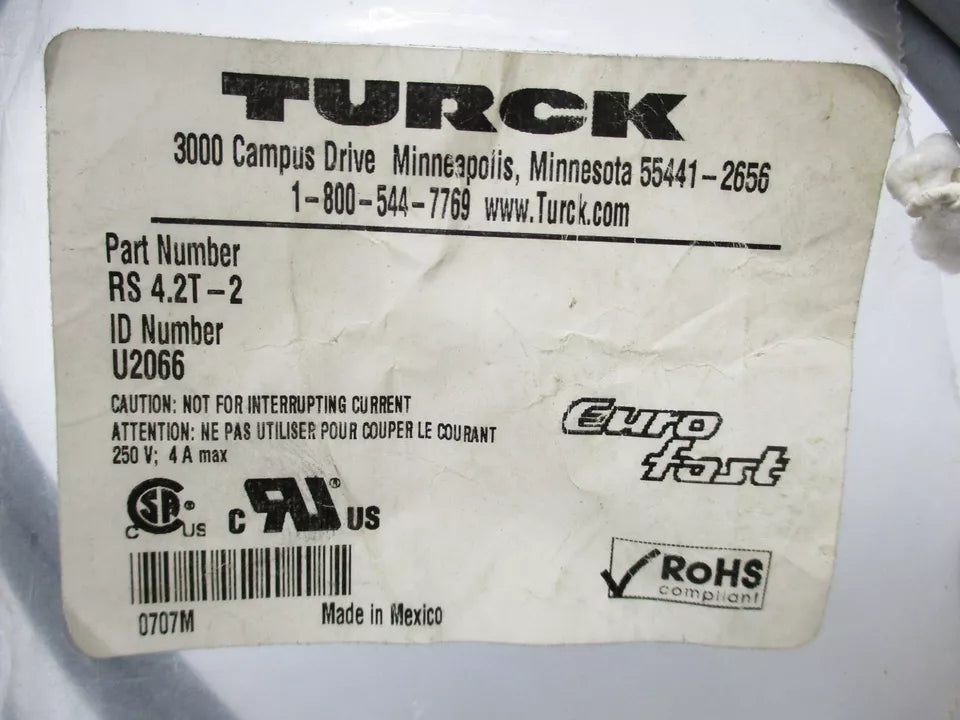 TURCK
3000 Campus Drive Minneapolis, Minnesota 55441-2656
1-800-544-7769 www.Turck.com
Part Number
RS 4.2T-2
ID Number
U2066
CAUTION: NOT FOR INTERRUPTING CURRENT
ATTENTION: NE PAS UTILISER POUR COUPER LE COURANT
250 V; 4 A max
Euro
fast
C SA ® US
C RU US
RoHS
compliant
0707M
Made in Mexico